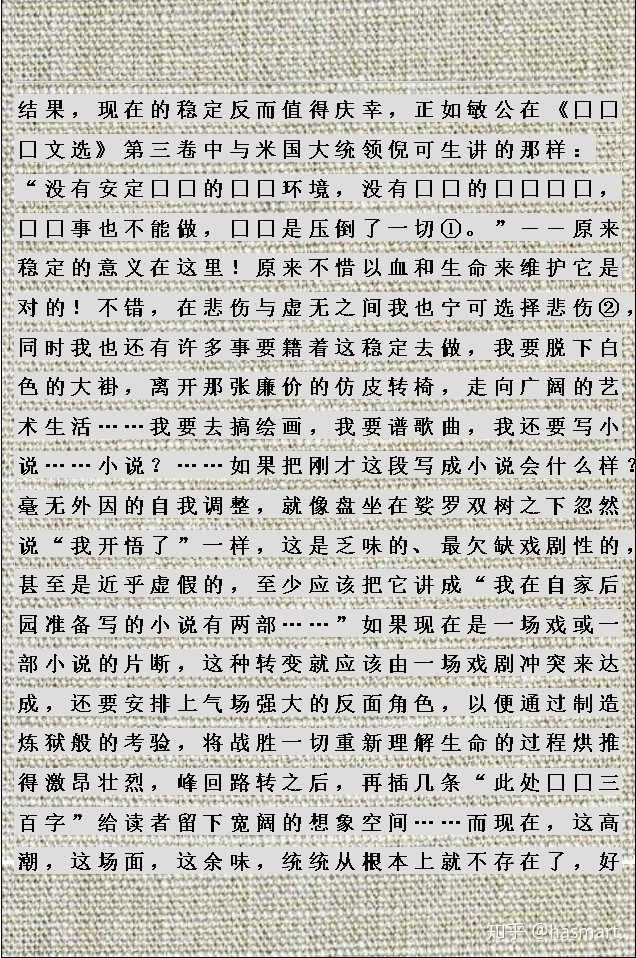 结果，现在的稳定反而值得庆幸，正如敏公在《囗囗
囗文选》第三卷中与米国大统领倪可生讲的那样：
“没有安定囗囗的囗囗环境，没有囗囗的囗囗囗囗，
囗囗事也不能做，囗囗是压倒了一切①。”－－原来
稳定的意义在这里！原来不惜以血和生命来维护它是
对的！不错，在悲伤与虚无之间我也宁可选择悲伤②，
同时我也还有许多事要籍着这稳定去做，我要脱下白
色的大褂，离开那张廉价的仿皮转椅，走向广阔的艺
术生活……我要去搞绘画，我要谱歌曲，我还要写小
说……小说？……如果把刚才这段写成小说会什么样？
毫无外因的自我调整，就像盘坐在娑罗双树之下忽然
说“我开悟了”一样，这是乏味的、最欠缺戏剧性的，
甚至是近乎虚假的，至少应该把它讲成“我在自家后
园准备写的小说有两部……”如果现在是一场戏或一
部小说的片断，这种转变就应该由一场戏剧冲突来达
成，还要安排上气场强大的反面角色，以便通过制造
炼狱般的考验，将战胜一切重新理解生命的过程烘推
得激昂壮烈，峰回路转之后，再插几条“此处囗囗三
百字”给读者留下宽阔的想象空间……而现在，这高
潮，这场面，这余味，统统从根本上就不存在了，好
知乎 @hasmart